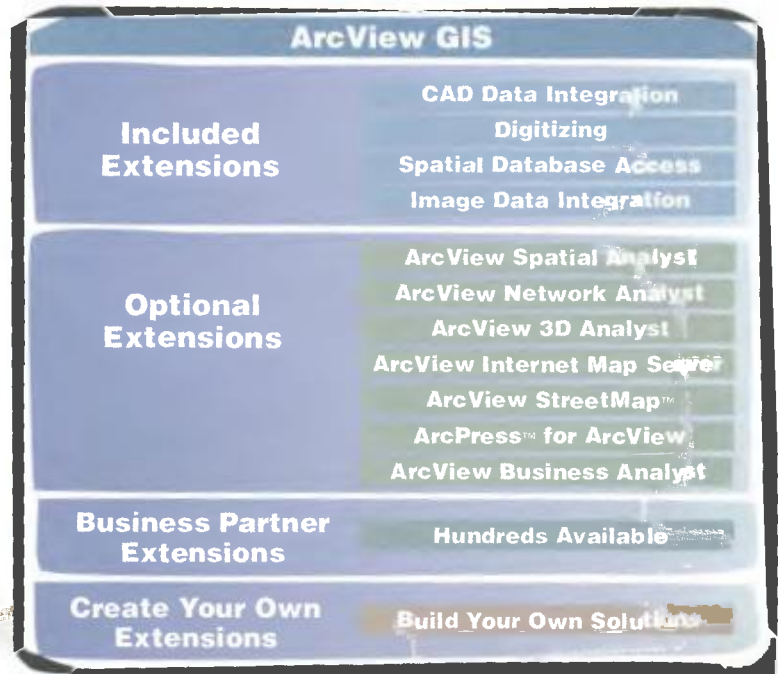 ArcView GIS
Included
Extensions
CAD Data Integration
Digitizing
Spatial Database Access
Image Data Integration
Optional
Extensions
ArcView Spatial Analyst
ArcView Network Analyst
ArcView 3D Analyst
ArcView Internet Map Server
ArcView StreetMap™
ArcPress™ for ArcView
ArcView Business Analyst
Business Partner
Extensions
Hundreds Available
Create Your Own
Extensions
Build Your Own Solutions